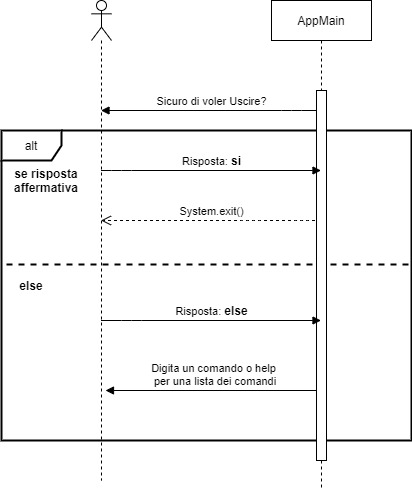 AppMain
Sicuro di voler Uscire?
alt
se risposta
affermativa
Risposta: si
System.exit()
else
Risposta: else
Digita un comando o help
per una lista dei comandi